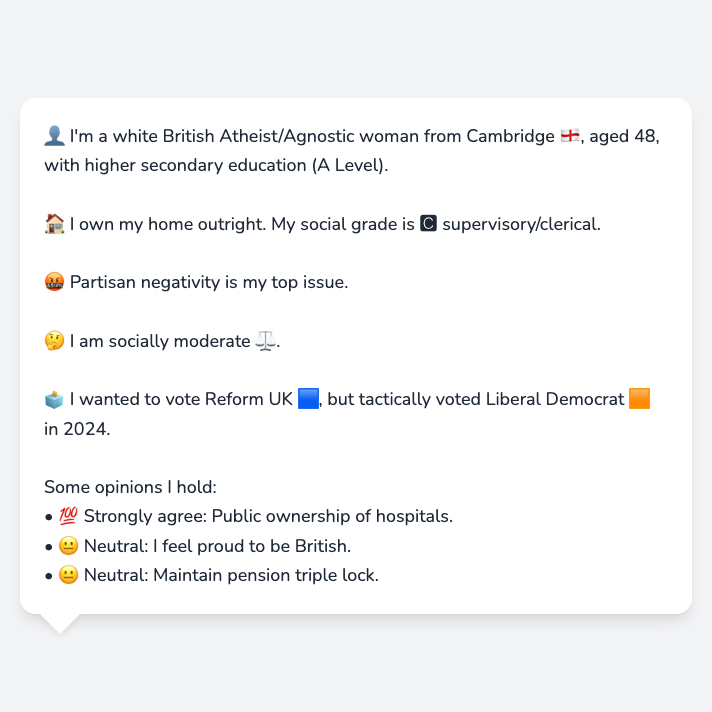 👤 I'm a white British Atheist/Agnostic woman from Cambridge 🏴󠁧󠁢󠁥󠁮󠁧󠁿, aged 48,
with higher secondary education (A Level).
🏠 I own my home outright. My social grade is 🅲 supervisory/clerical.
🤬 Partisan negativity is my top issue.
🤔 I am socially moderate ⚖️.
🗳️ I wanted to vote Reform UK 🟦, but tactically voted Liberal Democrat 🟧
in 2024.
Some opinions I hold:
• 💯 Strongly agree: Public ownership of hospitals.
• 😐 Neutral: I feel proud to be British.
• 😐 Neutral: Maintain pension triple lock.